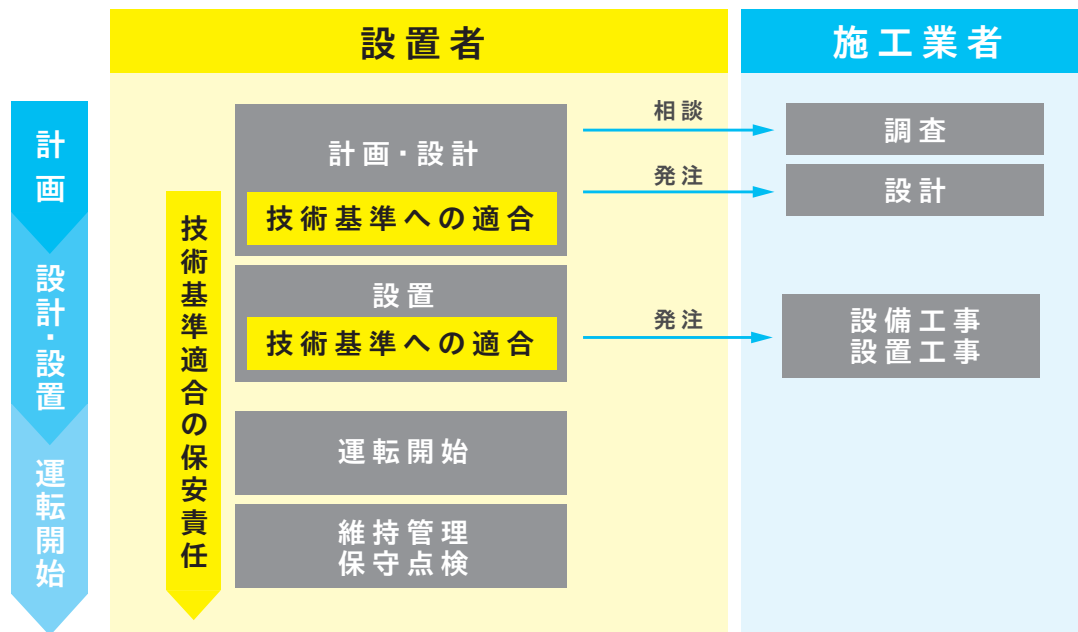 設置者
施工業者
計画
設計・設置
運転開始
技術基準適合の保安責任
計画・設計
技術基準への適合
設置
技術基準への適合
運転開始
維持管理
保守点検
相談
発注
発注
調査
設計
設備工事
設置工事